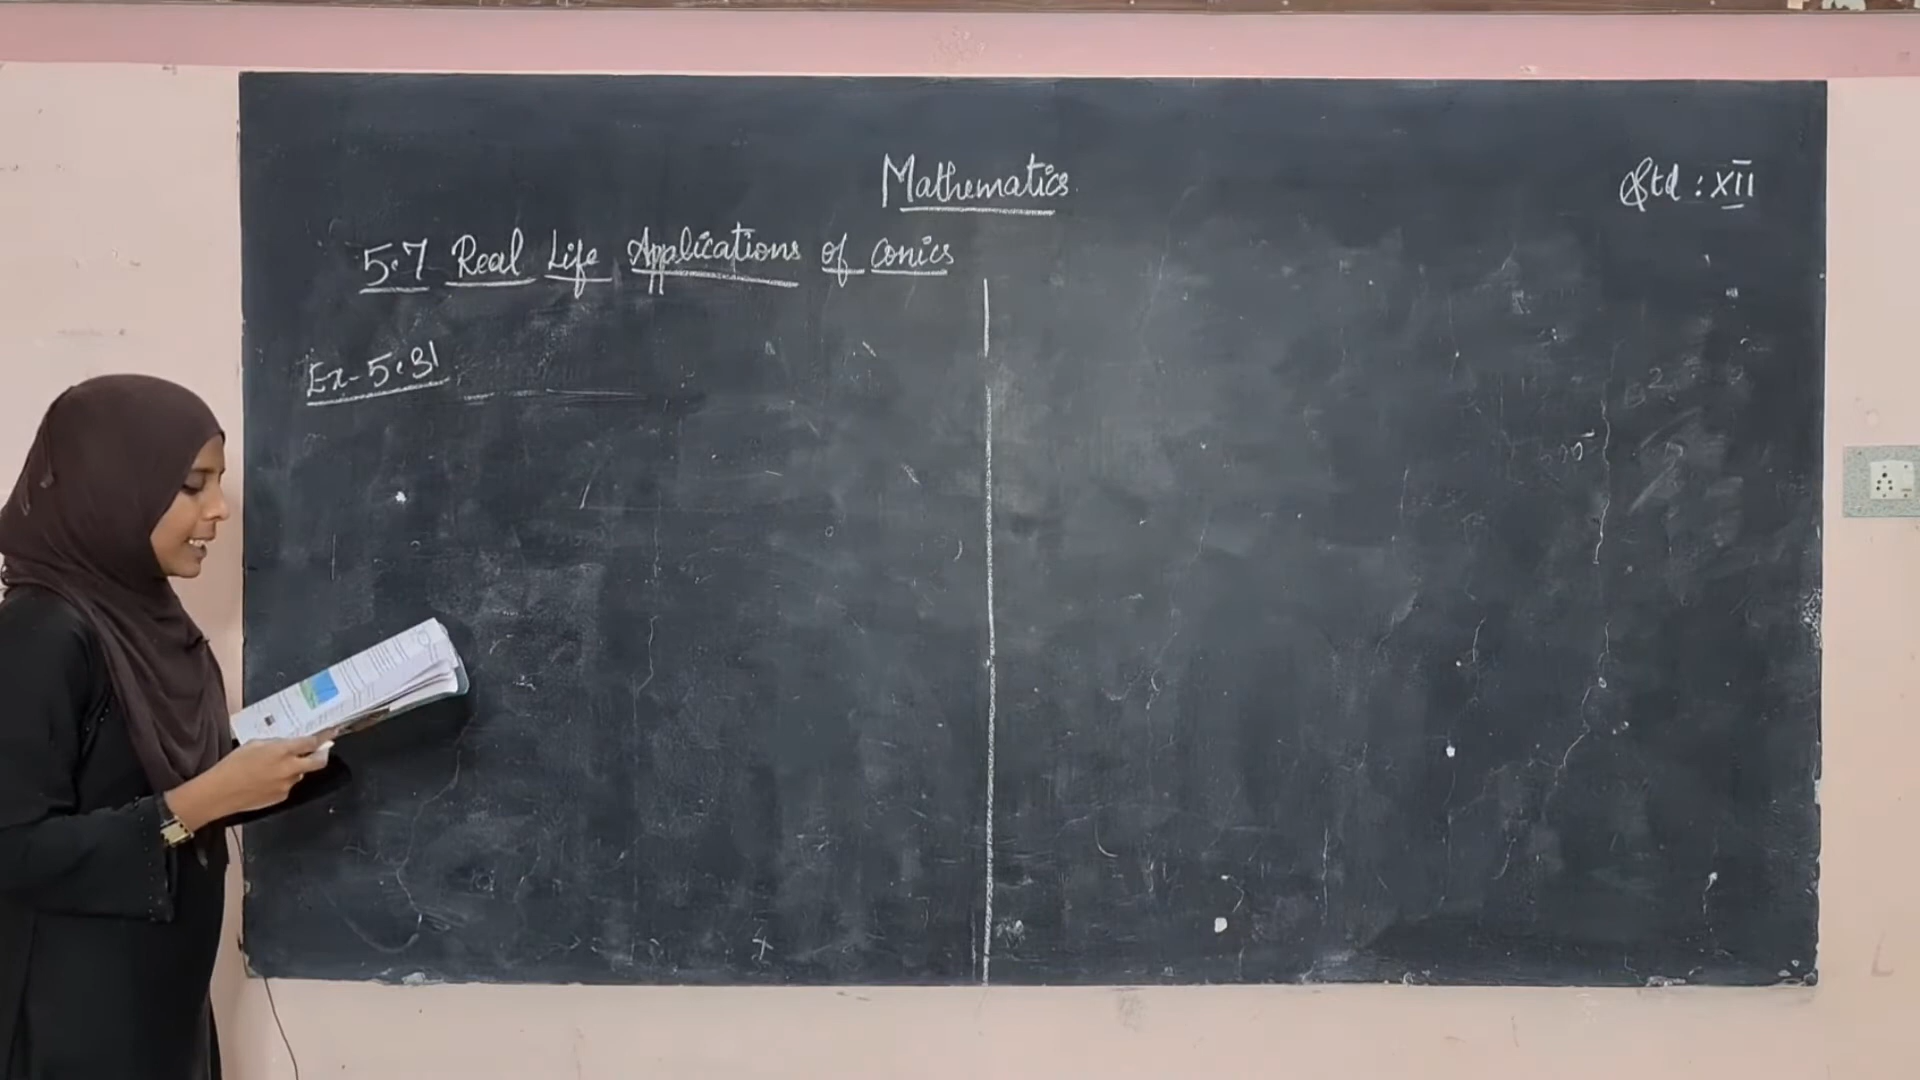 Mathematics
Std : XII
5.7 Real Life Applications of conics
Ex-5.31